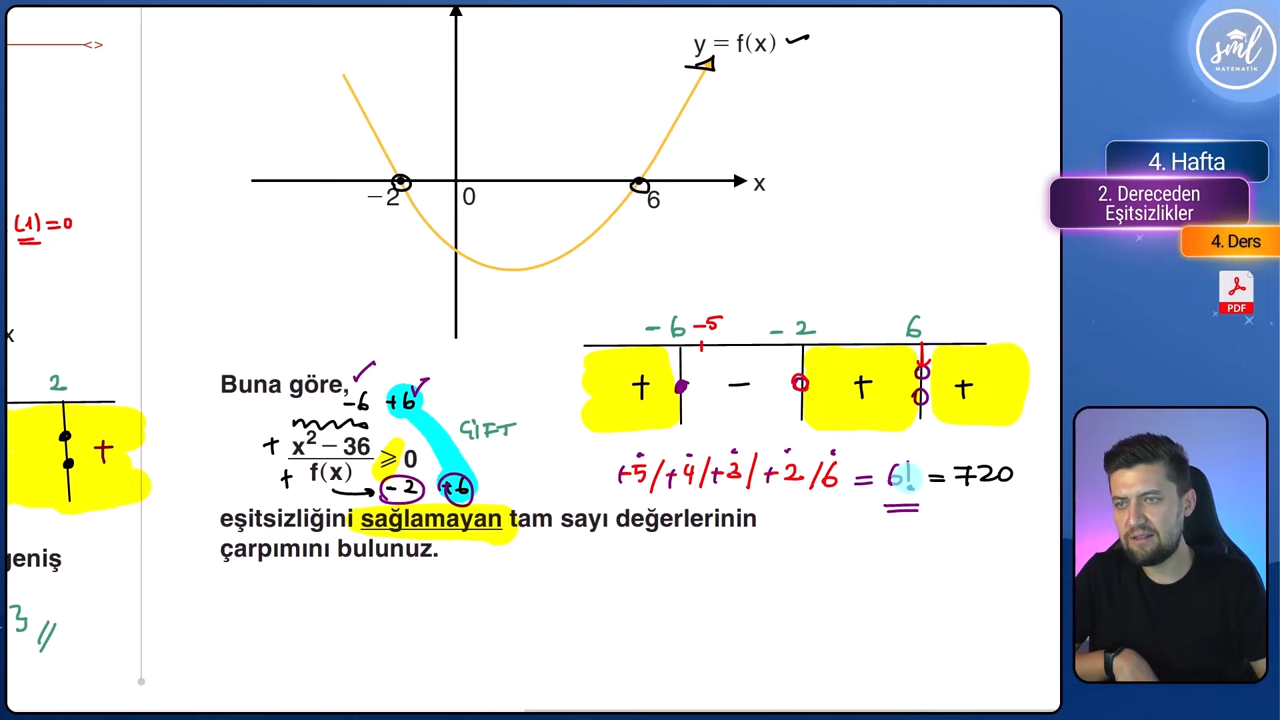 <>
y = f(x)
−2
0
6
x
(1)=0
x
2
+
geniş
3 //
Buna göre,
-6 +6
+ x² − 36
+ f(x)
⩾ 0
-2 +6
ÇİFT
eşitsizliğini sağlamayan tam sayı değerlerinin
çarpımını bulunuz.
-6 -5 -2 6
+ − + +
+5/+4/+3/+2/6 = 6! = 720
sml
MATEMATİK
4. Hafta
2. Dereceden
Eşitsizlikler
4. Ders
PDF